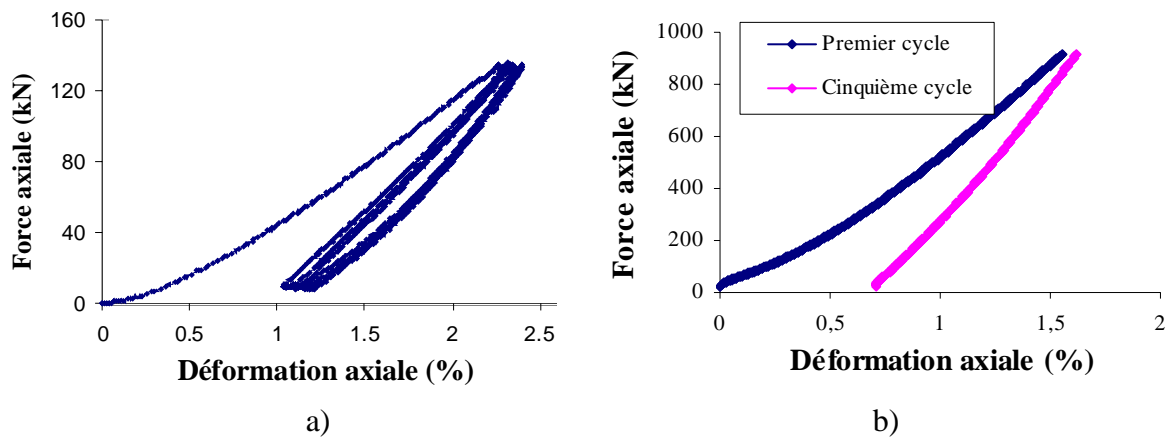 Force axiale (kN)
160
120
80
40
0
0
0.5
1
1.5
2
2.5
Déformation axiale (%)
a)
Force axiale (kN)
1000
800
600
400
200
0
Premier cycle
Cinquième cycle
0
0,5
1
1,5
2
Déformation axiale (%)
b)